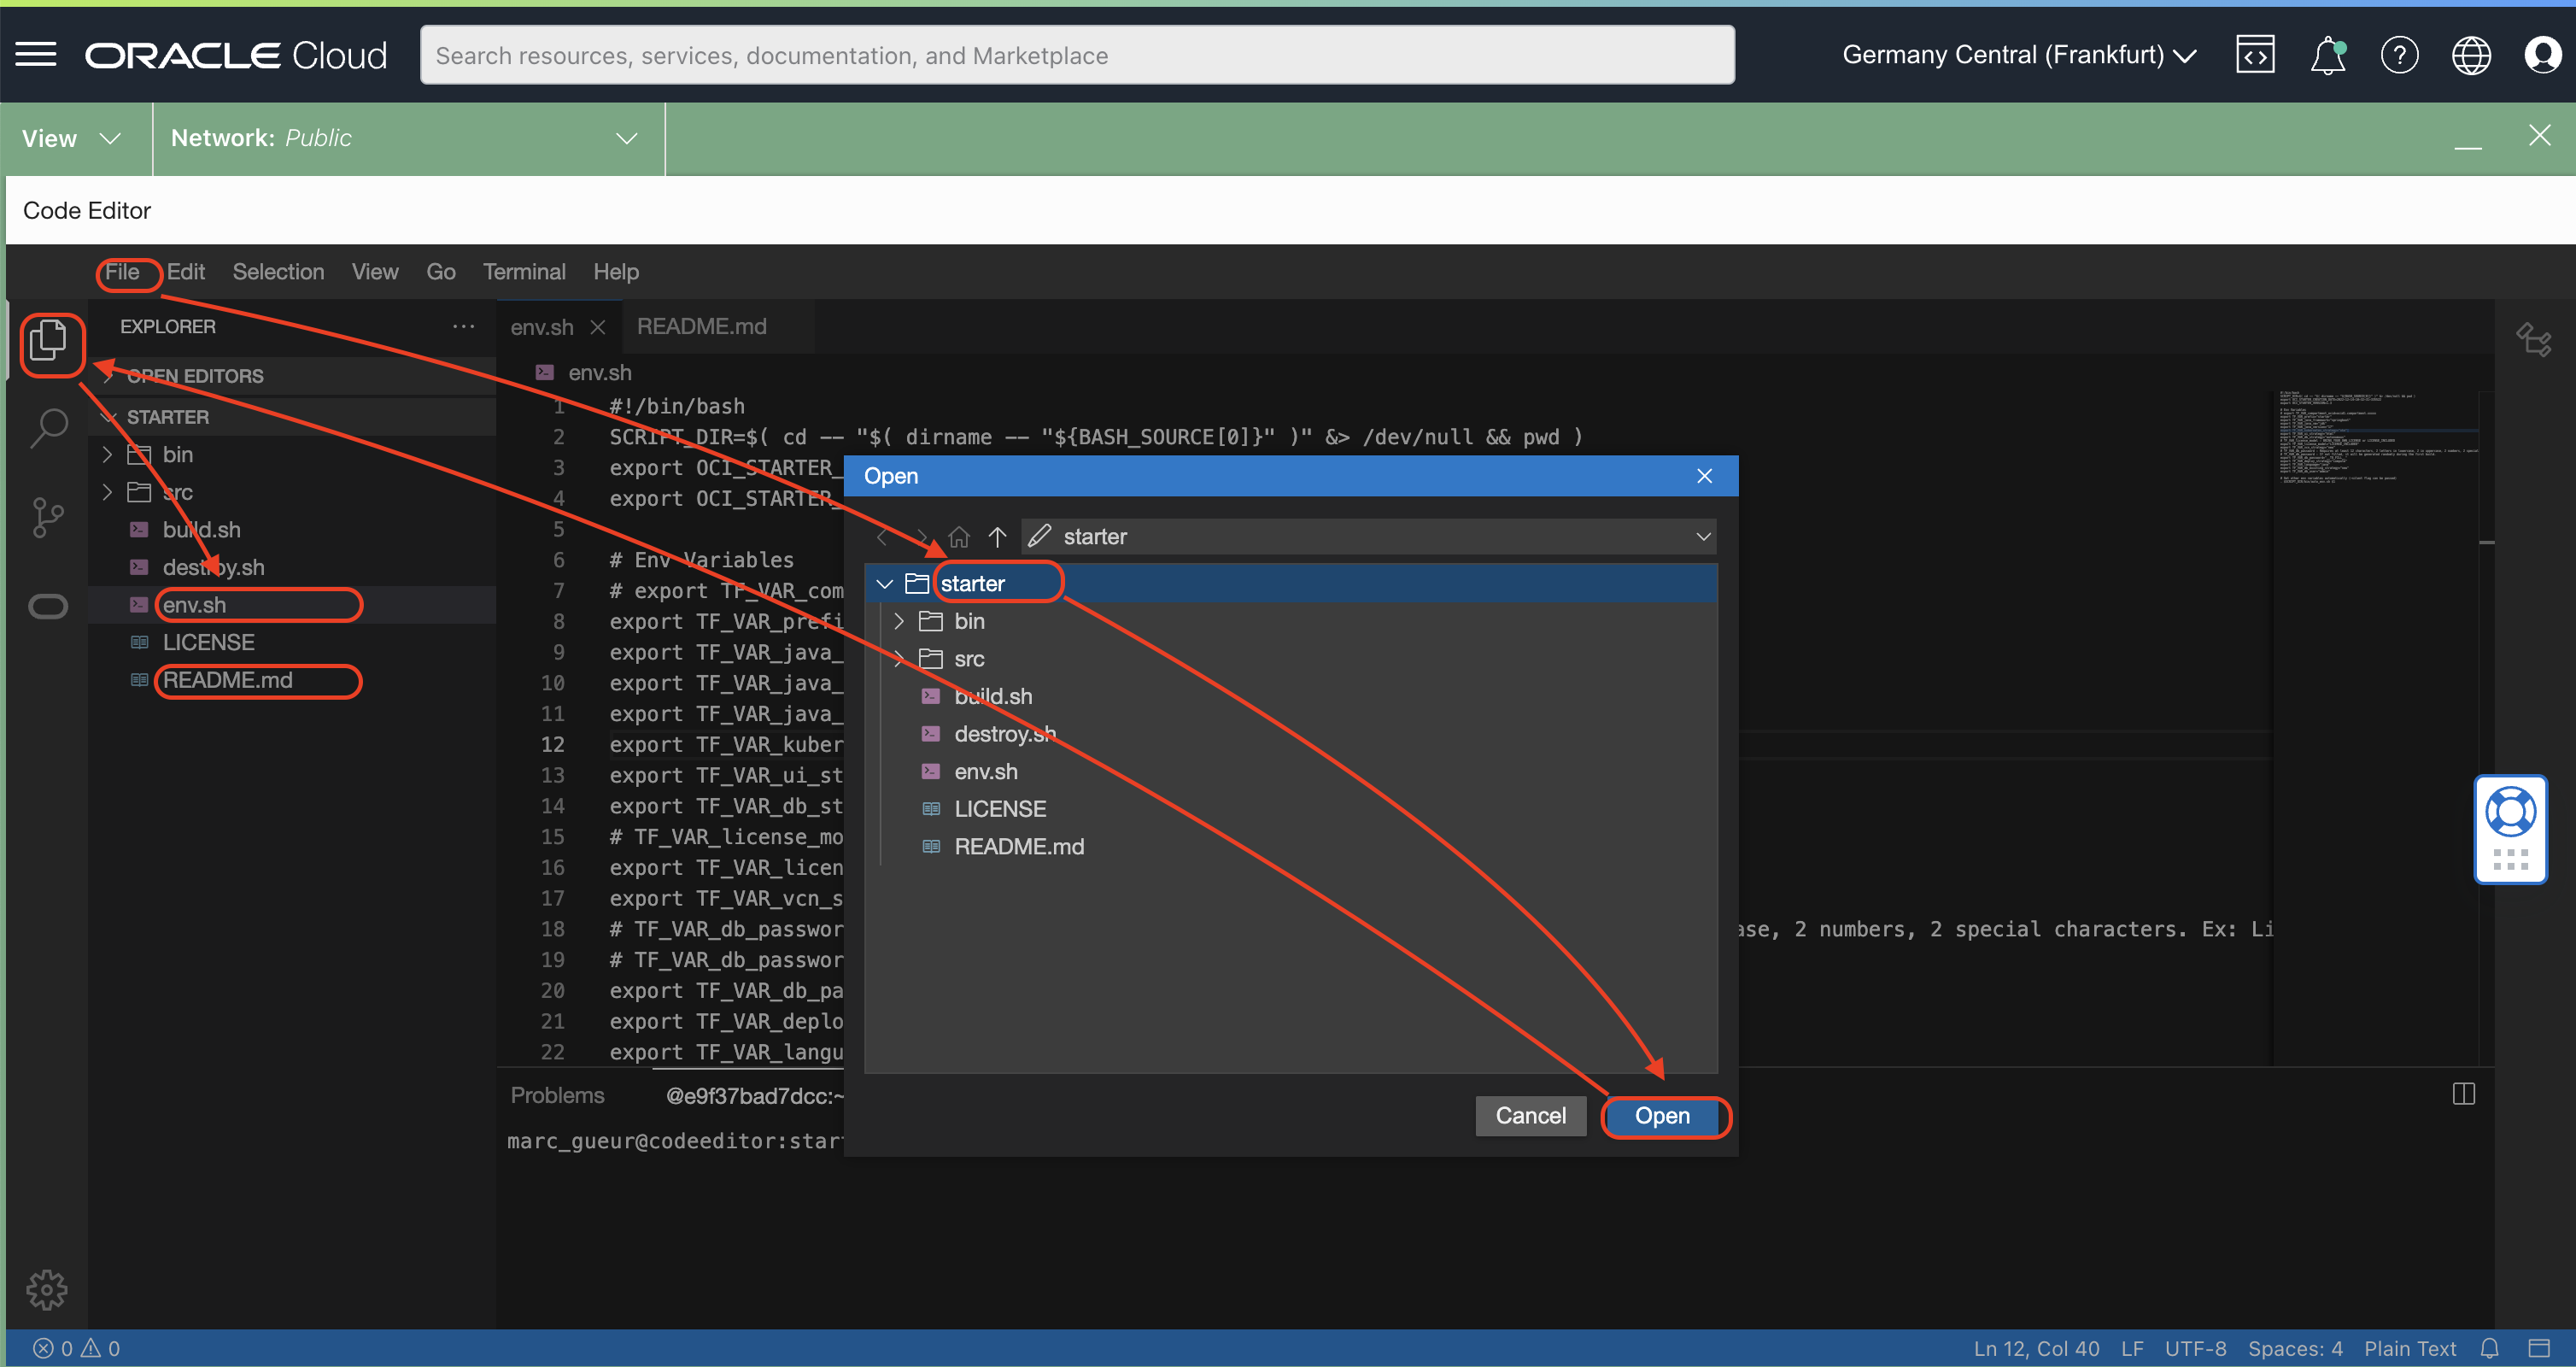 ORACLE Cloud
Search resources, services, documentation, and Marketplace
Germany Central (Frankfurt)
View
Network: Public
Code Editor
File Edit Selection View Go Terminal Help
EXPLORER
OPEN EDITORS
STARTER
bin
src
build.sh
destroy.sh
env.sh
LICENSE
README.md
env.sh
README.md
env.sh
1 #!/bin/bash
2 SCRIPT_DIR=$( cd -- "$( dirname -- "${BASH_SOURCE[0]}" )" &> /dev/null && pwd )
3 export OCI_STARTER_
4 export OCI_STARTER_
5
6 # Env Variables
7 # export TF_VAR_com
8 export TF_VAR_prefi
9 export TF_VAR_java_
10 export TF_VAR_java_
11 export TF_VAR_java_
12 export TF_VAR_kuber
13 export TF_VAR_ui_st
14 export TF_VAR_db_st
15 # TF_VAR_license_mo
16 export TF_VAR_licen
17 export TF_VAR_vcn_s
18 # TF_VAR_db_passwor ase, 2 numbers, 2 special characters. Ex: Li
19 # TF_VAR_db_passwor
20 export TF_VAR_db_pa
21 export TF_VAR_deplo
22 export TF_VAR_langu
Open
starter
starter
bin
src
build.sh
destroy.sh
env.sh
LICENSE
README.md
Cancel
Open
Problems
@e9f37bad7dcc:~
marc_gueur@codeeditor:star
0 0
Ln 12, Col 40 LF UTF-8 Spaces: 4 Plain Text